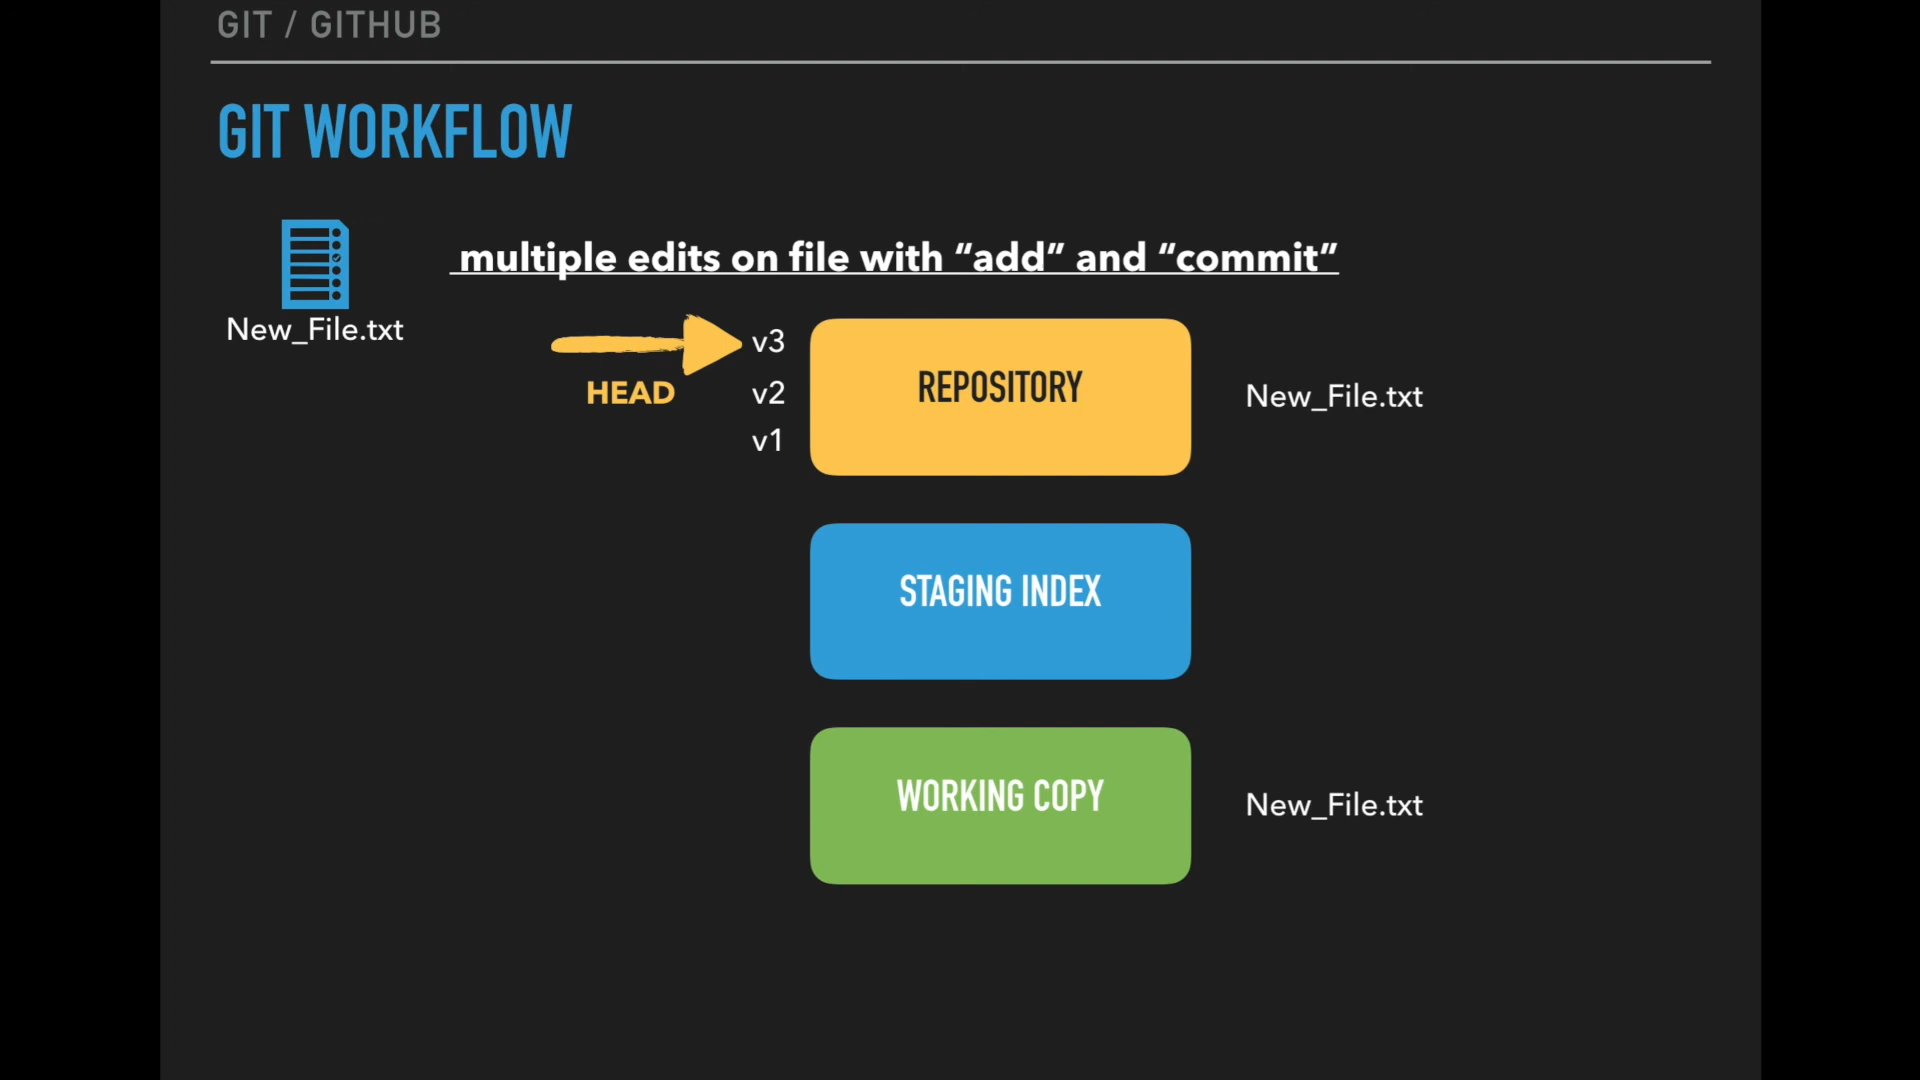 GIT / GITHUB
GIT WORKFLOW
multiple edits on file with “add” and “commit”
New_File.txt
v3
HEAD
v2
v1
REPOSITORY
New_File.txt
STAGING INDEX
WORKING COPY
New_File.txt